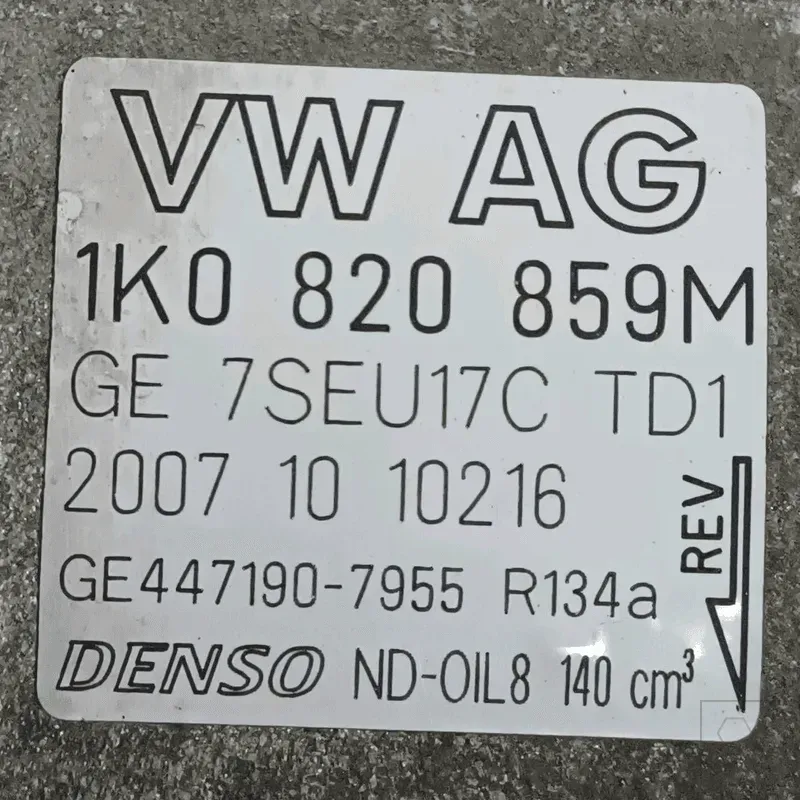 VW AG
1K0 820 859M
GE 7SEU17C TD1
2007 10 10216
REV
GE447190-7955 R134a
DENSO ND-OIL8 140 cm³